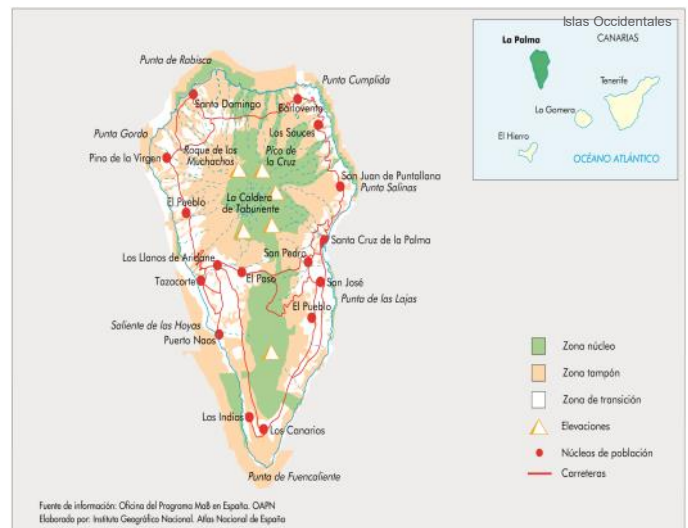 Islas Occidentales
CANARIAS
La Palma
Tenerife
La Gomera
El Hierro
OCÉANO ATLÁNTICO
Punta de Rabisca
Punta Cumplida
Santo Domingo
Barlovento
Los Sauces
Punta Gorda
Roque de los
Muchachos
Pico de
la Cruz
Pino de la Virgen
San Juan de Puntallana
Punta Salinas
La Caldera
de Taburiente
El Pueblo
Santa Cruz de la Palma
San Pedro
Los Llanos de Aridane
El Paso
Tazacorte
San José
Punta de las Lajas
El Pueblo
Saliente de las Hoyas
Puerto Naos
Las Indias
Los Canarios
Punta de Fuencaliente
Zona núcleo
Zona tampón
Zona de transición
Elevaciones
Núcleos de población
Carreteras
Fuente de información: Oficina del Programa MaB en España. OAPN
Elaborado por: Instituto Geográfico Nacional. Atlas Nacional de España